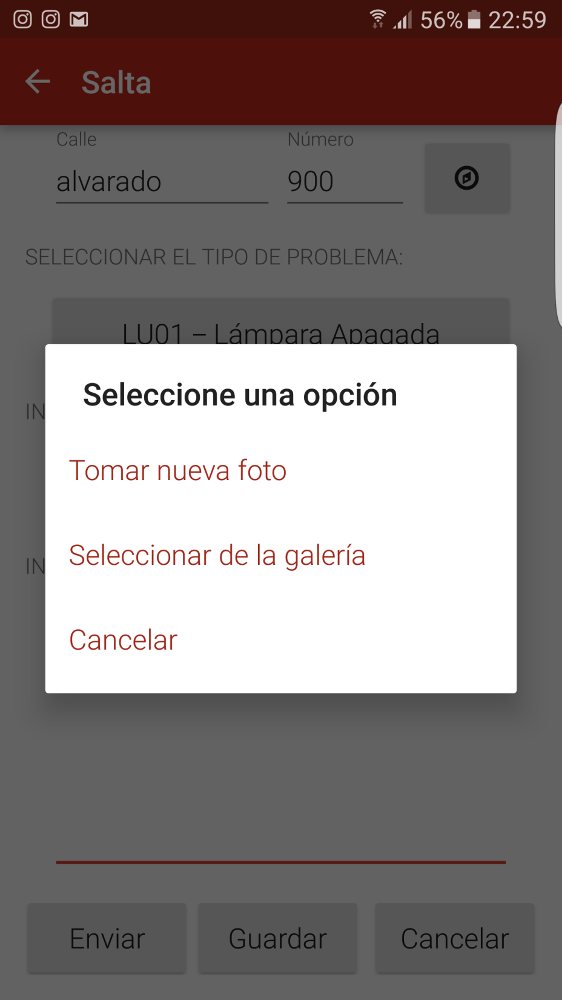 56% 22:59
Salta
Calle Número
alvarado 900
SELECCIONAR EL TIPO DE PROBLEMA:
LU01 – Lámpara Apagada
Seleccione una opción
IN
Tomar nueva foto
Seleccionar de la galería
IN
Cancelar
Enviar Guardar Cancelar